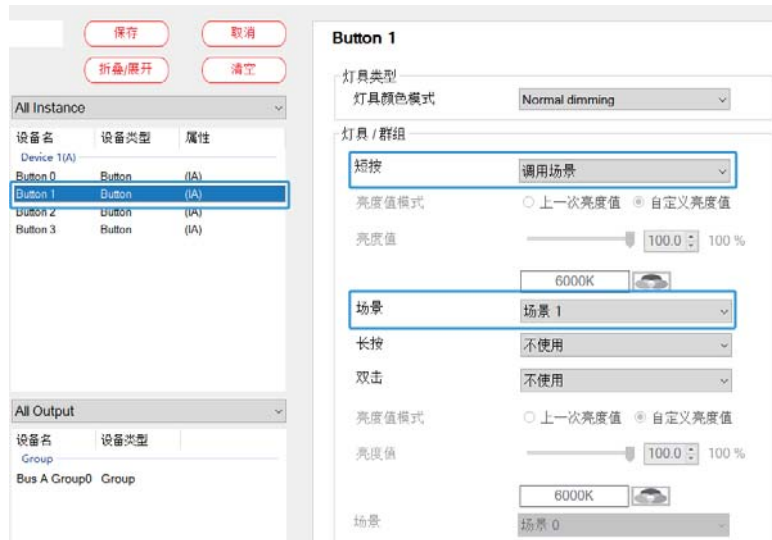 保存 取消
折叠/展开 清空
All Instance
设备名 设备类型 属性
Device 1(A)
Button 0 Button (IA)
Button 1 Button (IA)
Button 2 Button (IA)
Button 3 Button (IA)
All Output
设备名 设备类型
Group
Bus A Group0 Group
Button 1
灯具类型
灯具颜色模式 Normal dimming
灯具 / 群组
短按 调用场景
亮度值模式 上一次亮度值 自定义亮度值
亮度值 100.0 100 %
6000K
场景 场景 1
长按 不使用
双击 不使用
亮度值模式 上一次亮度值 自定义亮度值
亮度值 100.0 100 %
6000K
场景 场景 0